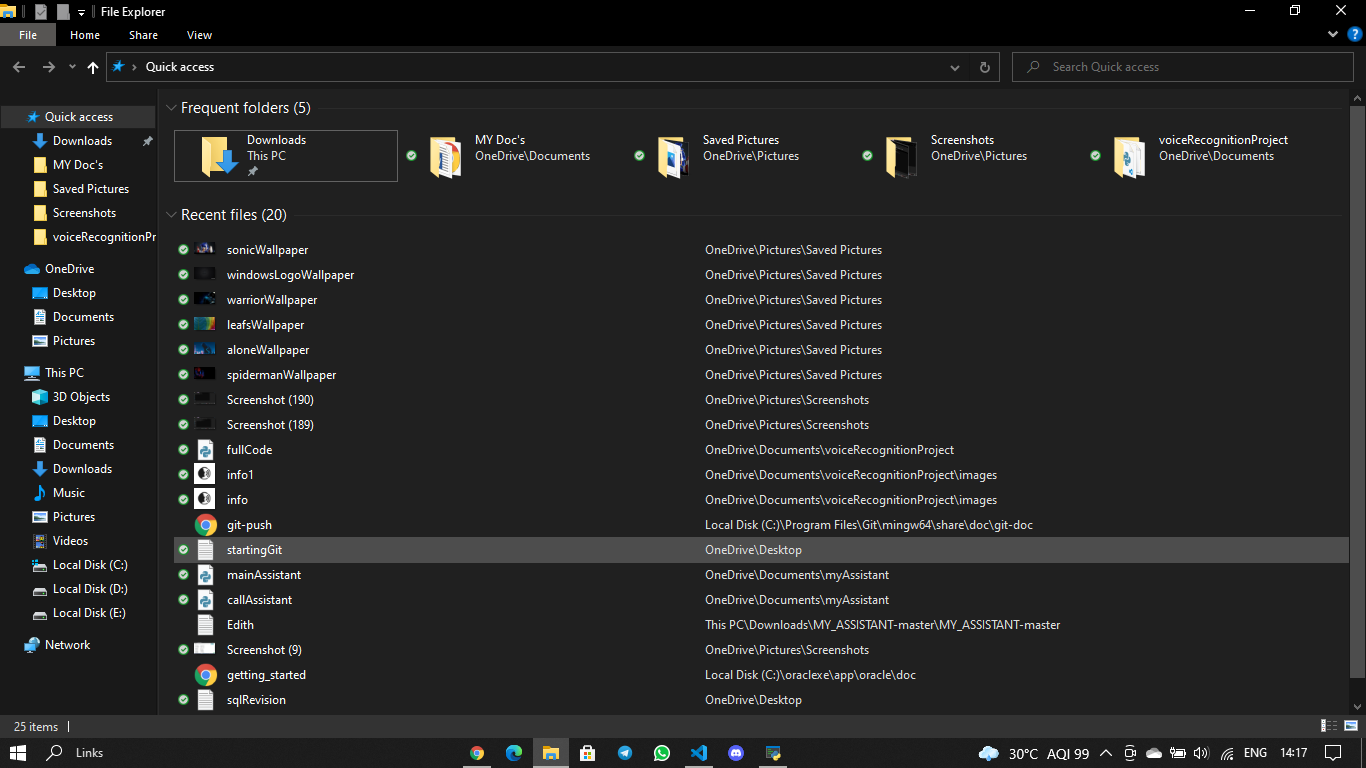 File Explorer
File Home Share View
Quick access
Search Quick access
Quick access
Downloads
MY Doc's
Saved Pictures
Screenshots
voiceRecognitionPr
OneDrive
Desktop
Documents
Pictures
This PC
3D Objects
Desktop
Documents
Downloads
Music
Pictures
Videos
Local Disk (C:)
Local Disk (D:)
Local Disk (E:)
Network
Frequent folders (5)
Downloads
This PC
MY Doc's
OneDrive\Documents
Saved Pictures
OneDrive\Pictures
Screenshots
OneDrive\Pictures
voiceRecognitionProject
OneDrive\Documents
Recent files (20)
sonicWallpaper OneDrive\Pictures\Saved Pictures
windowsLogoWallpaper OneDrive\Pictures\Saved Pictures
warriorWallpaper OneDrive\Pictures\Saved Pictures
leafsWallpaper OneDrive\Pictures\Saved Pictures
aloneWallpaper OneDrive\Pictures\Saved Pictures
spidermanWallpaper OneDrive\Pictures\Saved Pictures
Screenshot (190) OneDrive\Pictures\Screenshots
Screenshot (189) OneDrive\Pictures\Screenshots
fullCode OneDrive\Documents\voiceRecognitionProject
info1 OneDrive\Documents\voiceRecognitionProject\images
info OneDrive\Documents\voiceRecognitionProject\images
git-push Local Disk (C:)\Program Files\Git\mingw64\share\doc\git-doc
startingGit OneDrive\Desktop
mainAssistant OneDrive\Documents\myAssistant
callAssistant OneDrive\Documents\myAssistant
Edith This PC\Downloads\MY_ASSISTANT-master\MY_ASSISTANT-master
Screenshot (9) OneDrive\Pictures\Screenshots
getting_started Local Disk (C:)\oraclexe\app\oracle\doc
sqlRevision OneDrive\Desktop
25 items
Links
30°C AQI 99 ENG 14:17